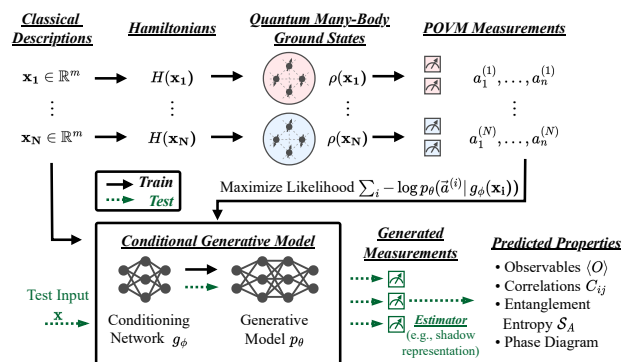 Classical Descriptions
Hamiltonians
Quantum Many-Body Ground States
POVM Measurements
x₁ ∈ ℝᵐ
H(x₁)
ρ(x₁)
a₁⁽¹⁾, . . . , aₙ⁽¹⁾
⋮ ⋮ ⋮ ⋮
x_N ∈ ℝᵐ
H(x_N)
ρ(x_N)
a₁⁽ᴺ⁾, . . . , aₙ⁽ᴺ⁾
Train
Test
Maximize Likelihood ∑ᵢ − log p_θ(a⃗⁽ⁱ⁾| g_ϕ(xᵢ))
Conditional Generative Model
Conditioning
Network g_ϕ
Generative
Model p_θ
Test Input
x
Generated
Measurements
Estimator
(e.g., shadow
representation)
Predicted Properties
• Observables ⟨O⟩
• Correlations C_ij
• Entanglement
Entropy 𝒮_A
• Phase Diagram